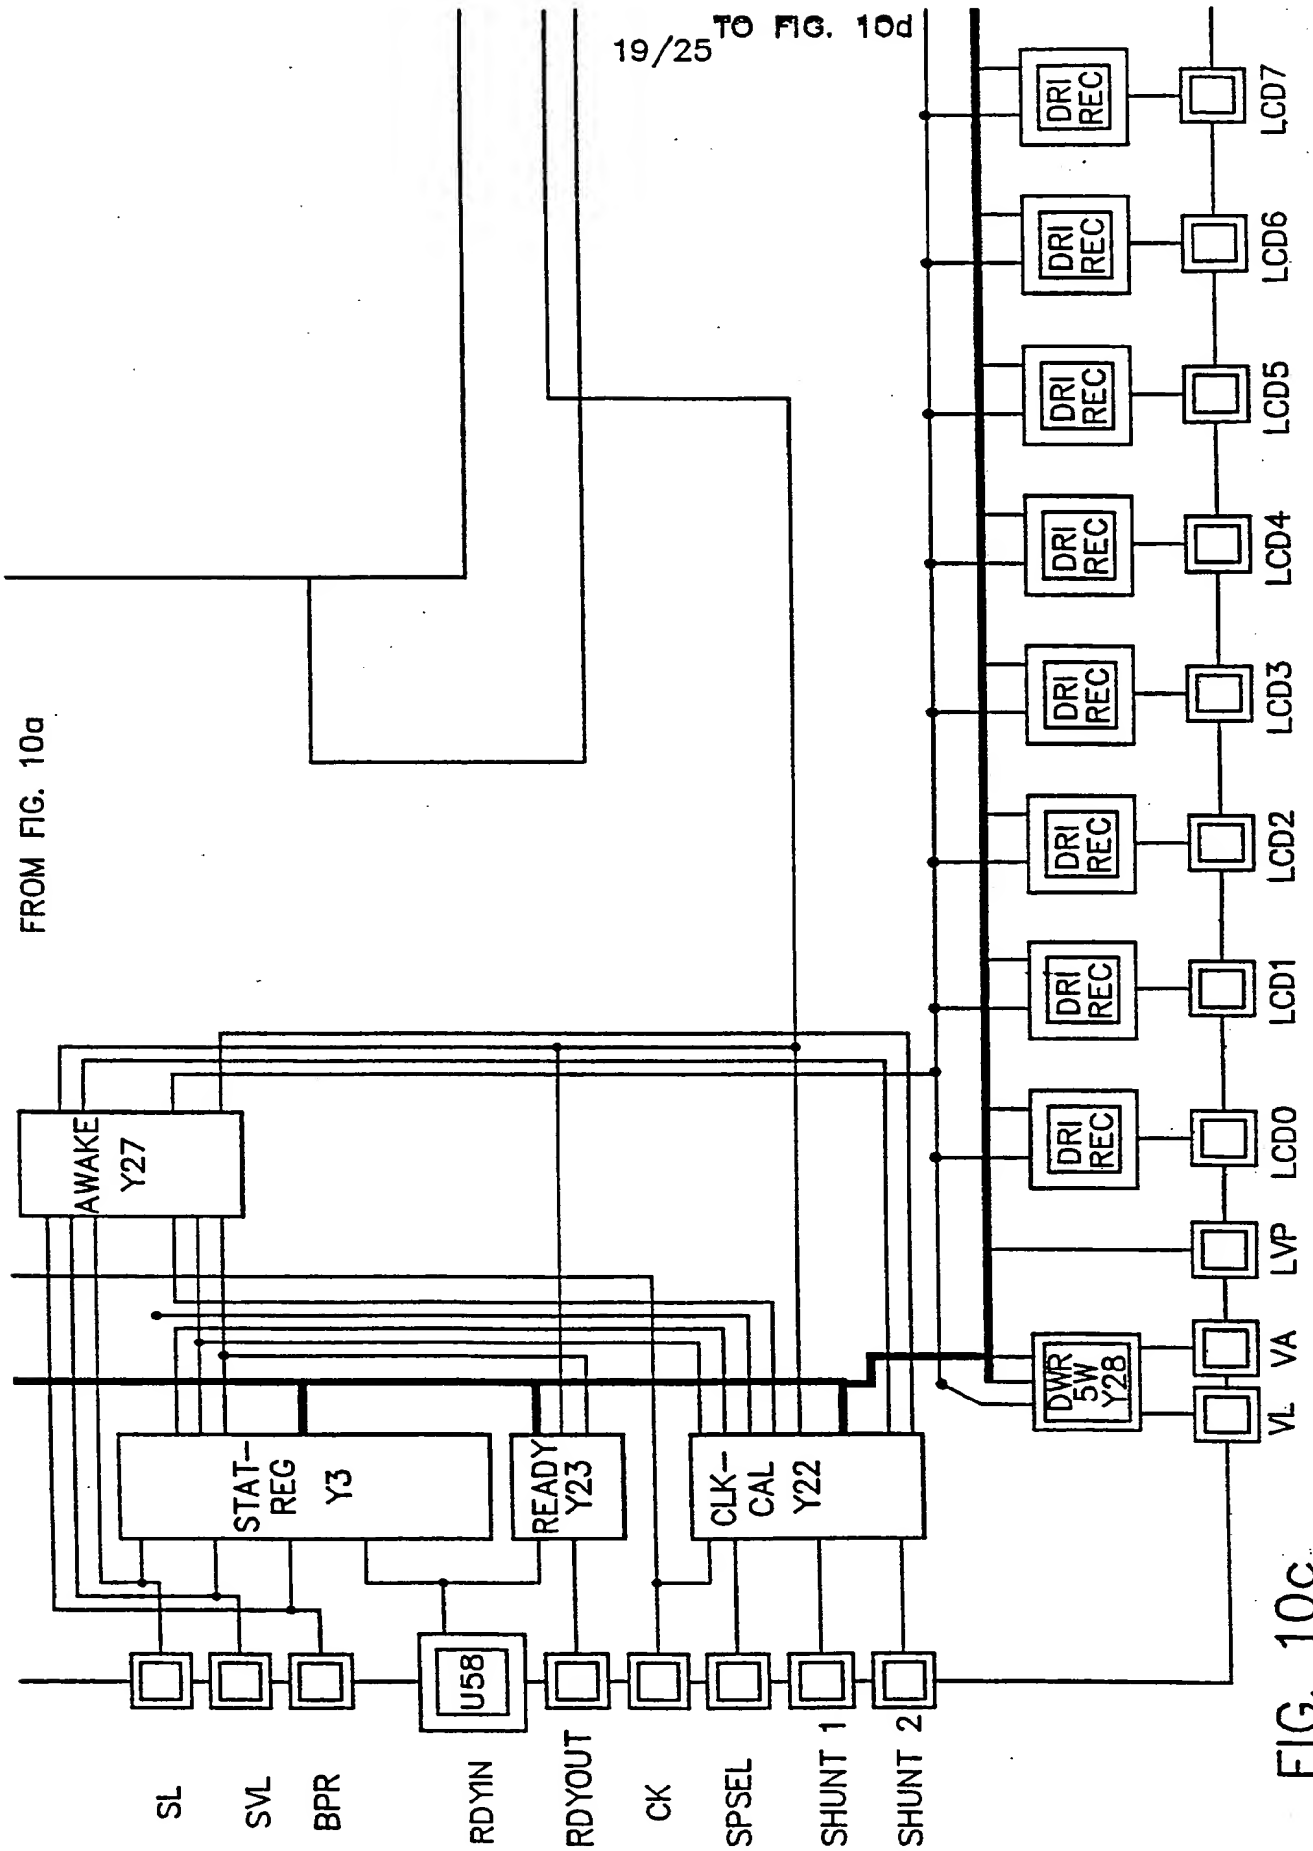 19/25
TO FIG. 10d
FROM FIG. 10a
AWAKE
Y27
STAT-
REG
Y3
READY
Y23
CLK-
CAL
Y22
DWR
5W
Y28
U58
SL
SVL
BPR
RDYIN
RDYOUT
CK
SPSEL
SHUNT 1
SHUNT 2
DRI
REC
DRI
REC
DRI
REC
DRI
REC
DRI
REC
DRI
REC
DRI
REC
DRI
REC
VL
VA
LVP
LCD0
LCD1
LCD2
LCD3
LCD4
LCD5
LCD6
LCD7
FIG. 10c